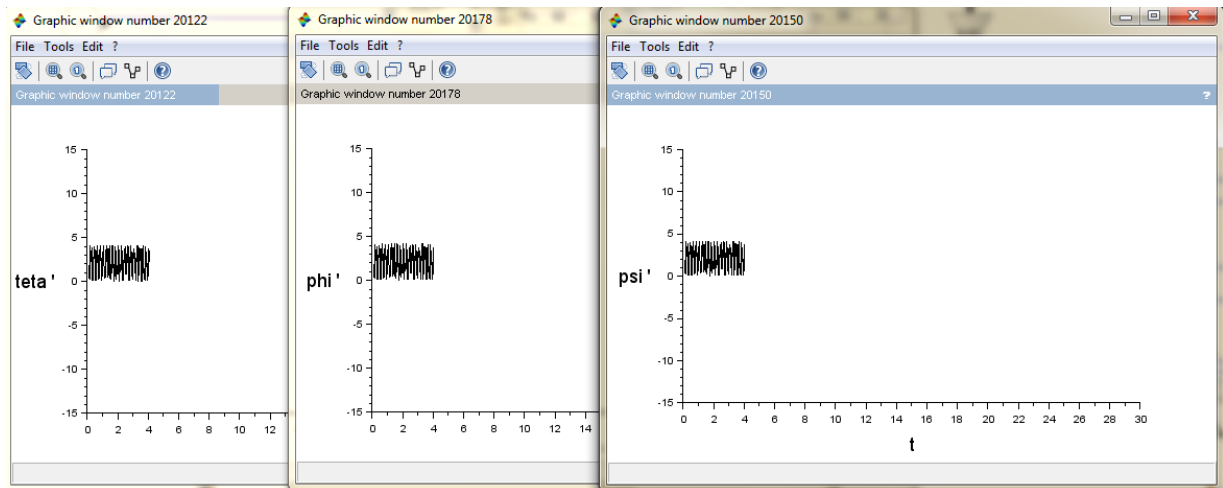 Graphic window number 20122
File Tools Edit ?
Graphic window number 20122
15
10
5
teta '
0
-5
-10
-15
0 2 4 6 8 10 12
Graphic window number 20178
File Tools Edit ?
Graphic window number 20178
15
10
5
phi '
0
-5
-10
-15
0 2 4 6 8 10 12 14
Graphic window number 20150
File Tools Edit ?
Graphic window number 20150 ?
15
10
5
psi '
0
-5
-10
-15
0 2 4 6 8 10 12 14 16 18 20 22 24 26 28 30
t